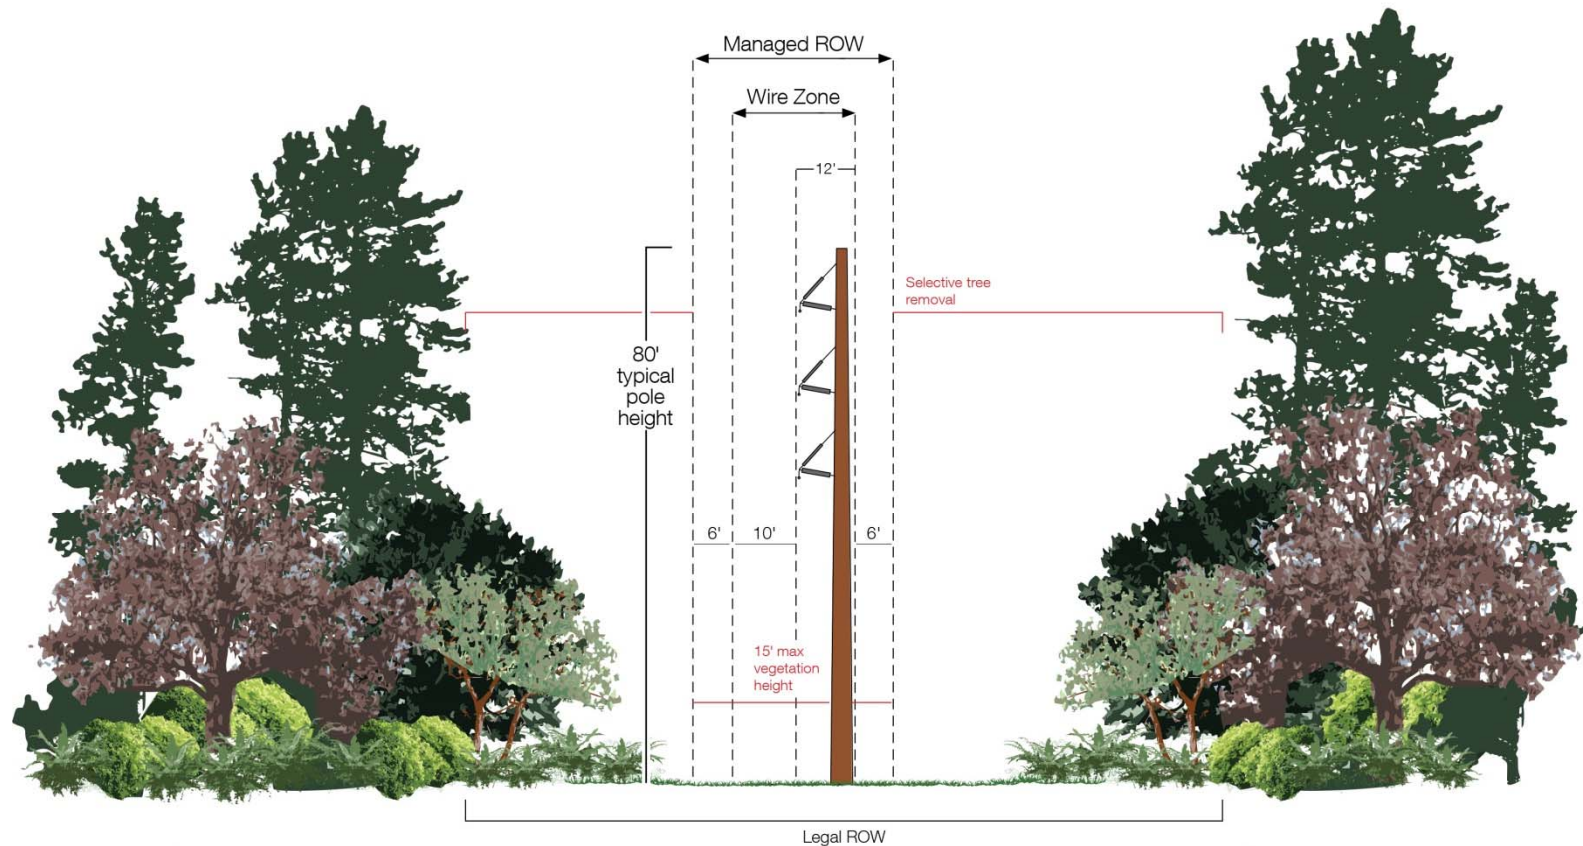 Managed ROW
Wire Zone
12'
Selective tree
removal
80'
typical
pole
height
6'
10'
6'
15' max
vegetation
height
Legal ROW